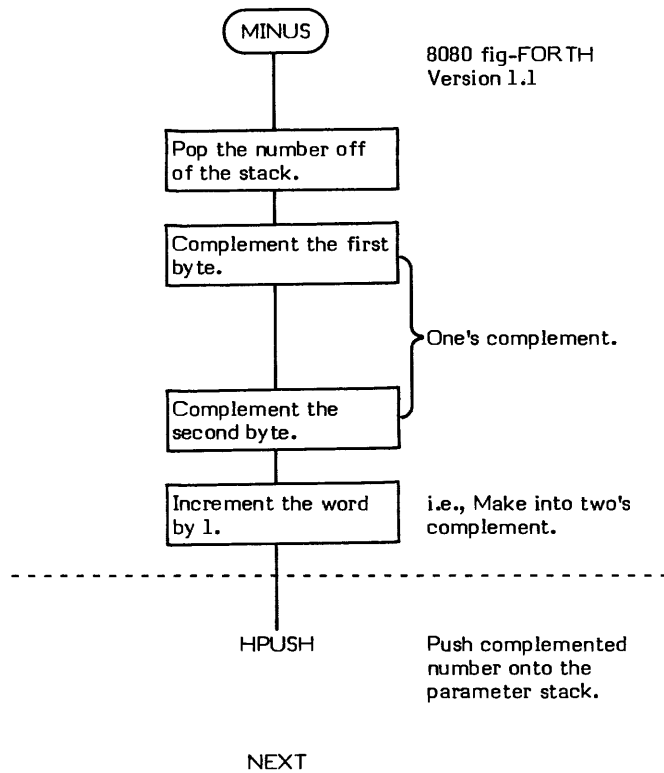 MINUS
8080 fig-FORTH
Version 1.1
Pop the number off
of the stack.
Complement the first
byte.
One's complement.
Complement the
second byte.
Increment the word
by 1.
i.e., Make into two's
complement.
HPUSH
Push complemented
number onto the
parameter stack.
NEXT